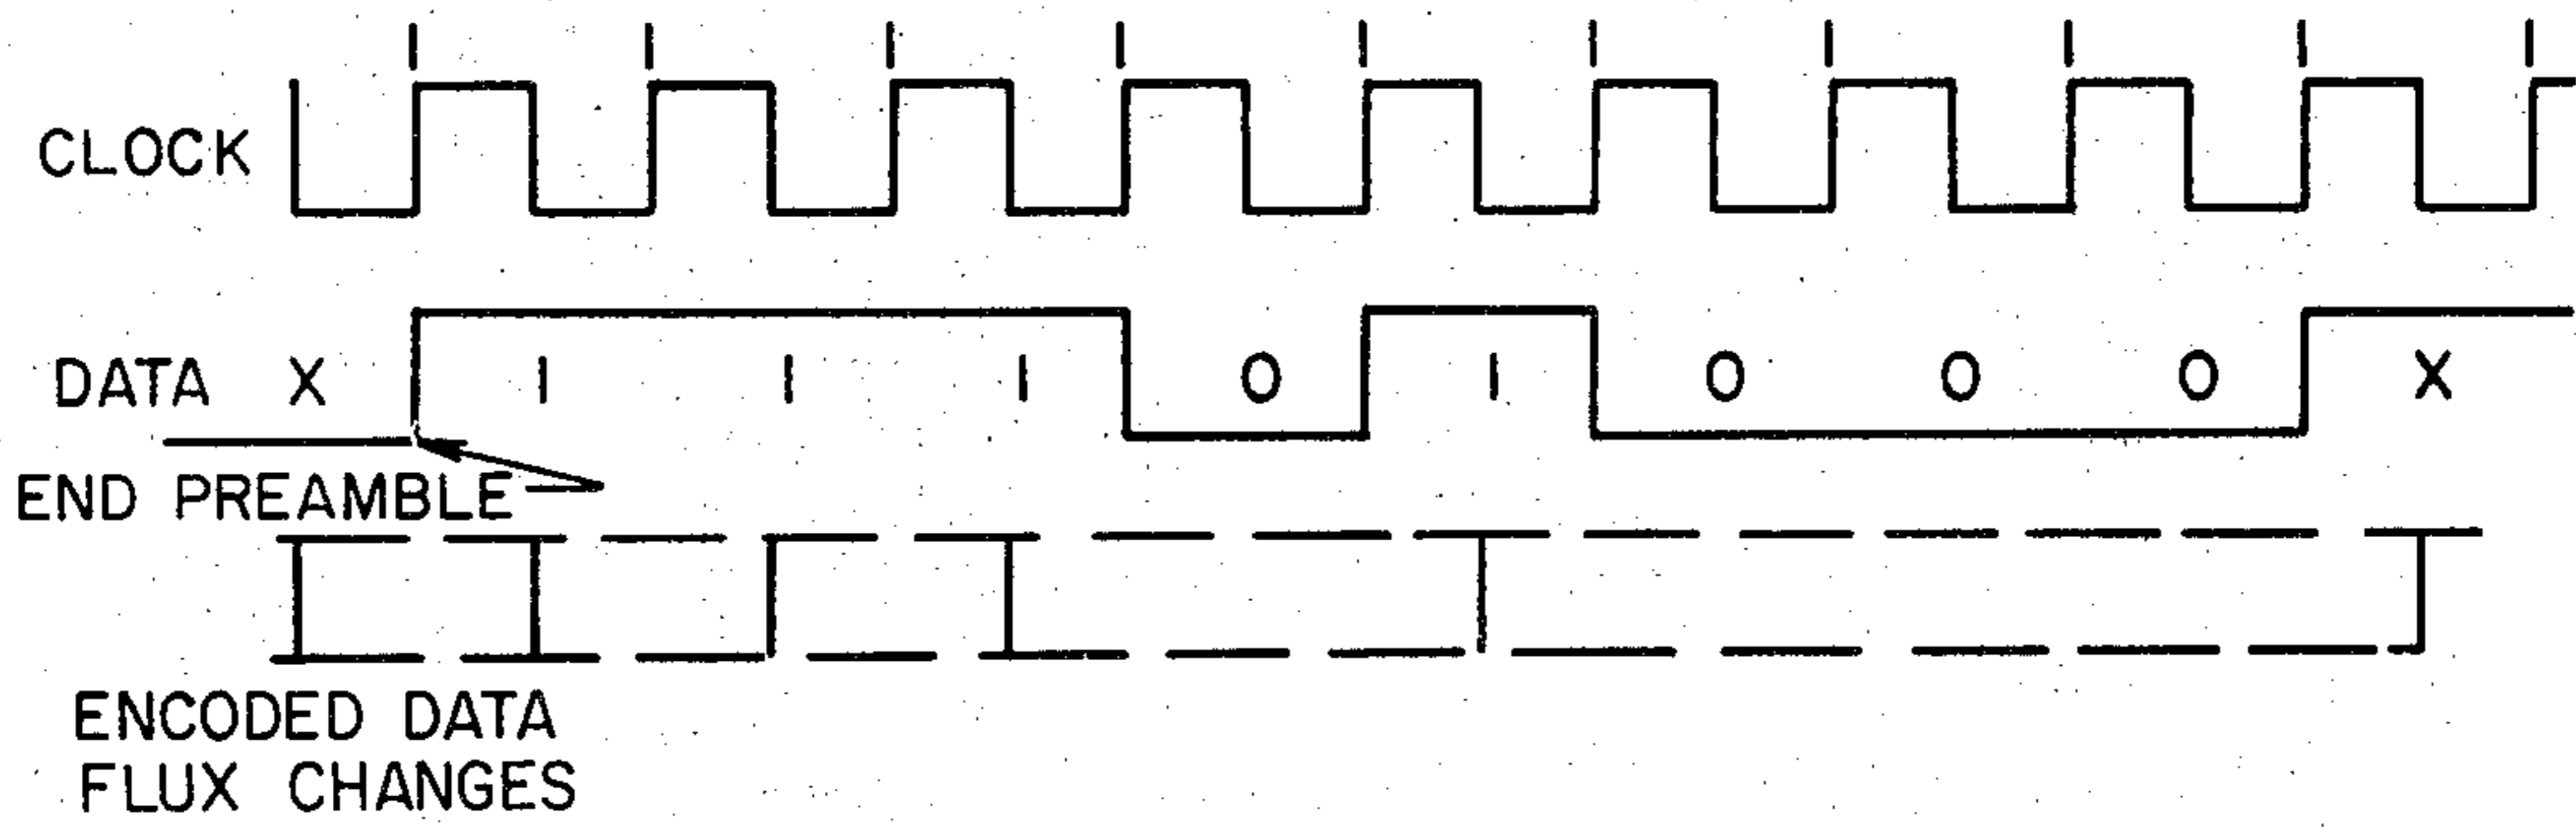 CLOCK
DATA X 1 1 1 0 1 0 0 0 X
END PREAMBLE
ENCODED DATA
FLUX CHANGES